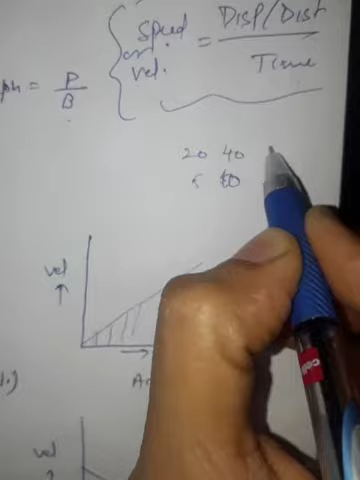 Speed or vel. = Disp/Dist / Time
ph = P / B
20 40
5 10
vel ↑
→
vel